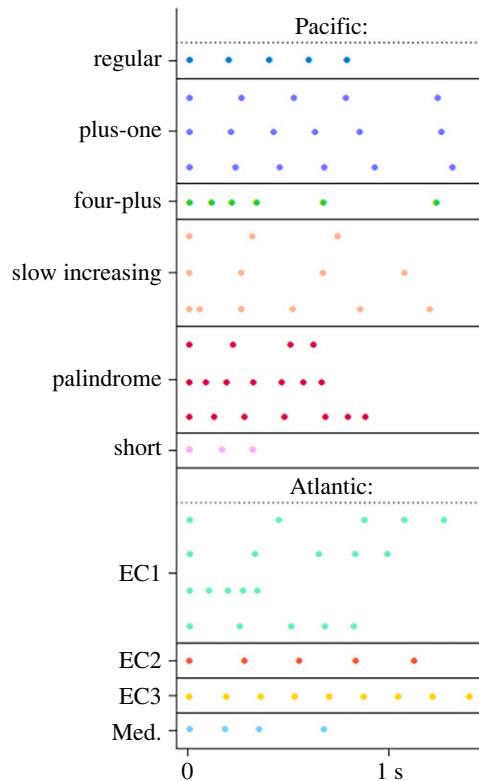 Pacific:
regular
plus-one
four-plus
slow increasing
palindrome
short
Atlantic:
EC1
EC2
EC3
Med.
0 1 s